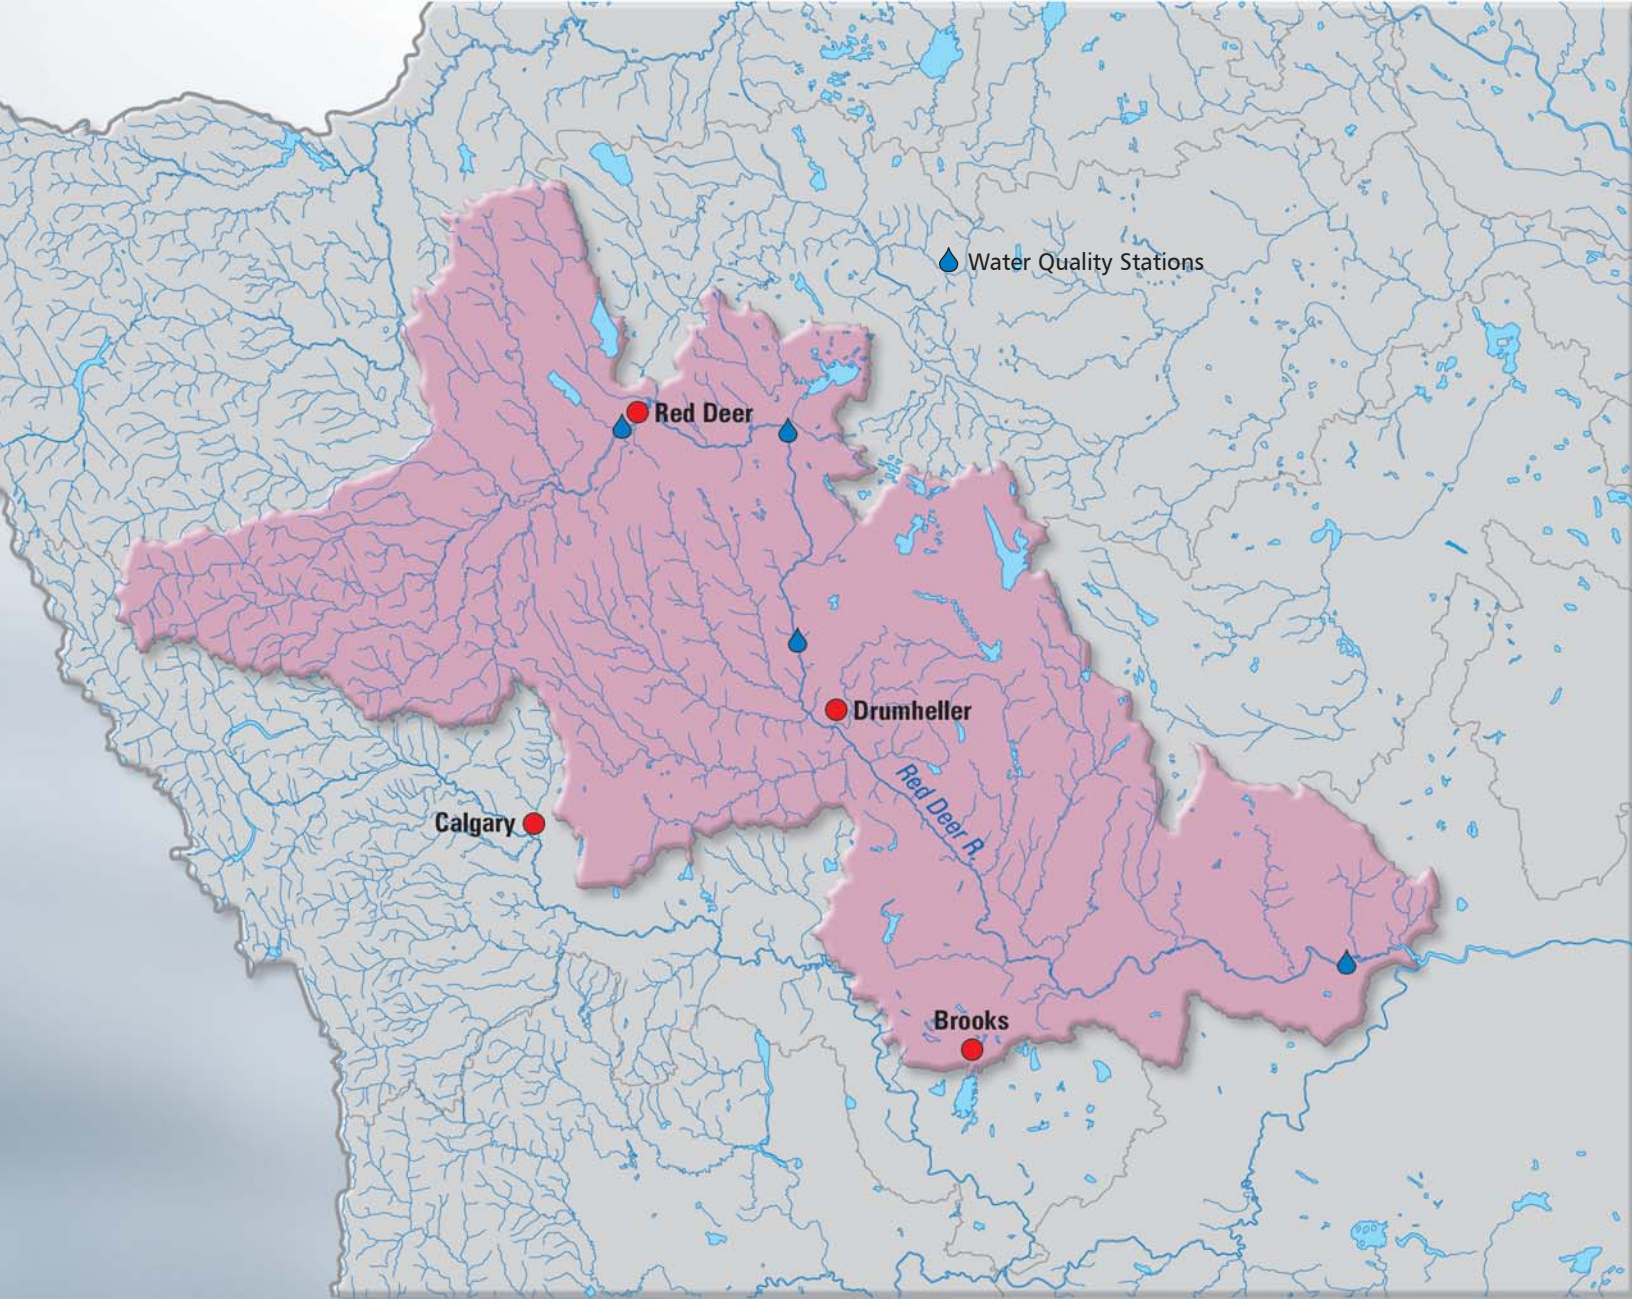 Water Quality Stations
Red Deer
Drumheller
Red Deer R.
Calgary
Brooks